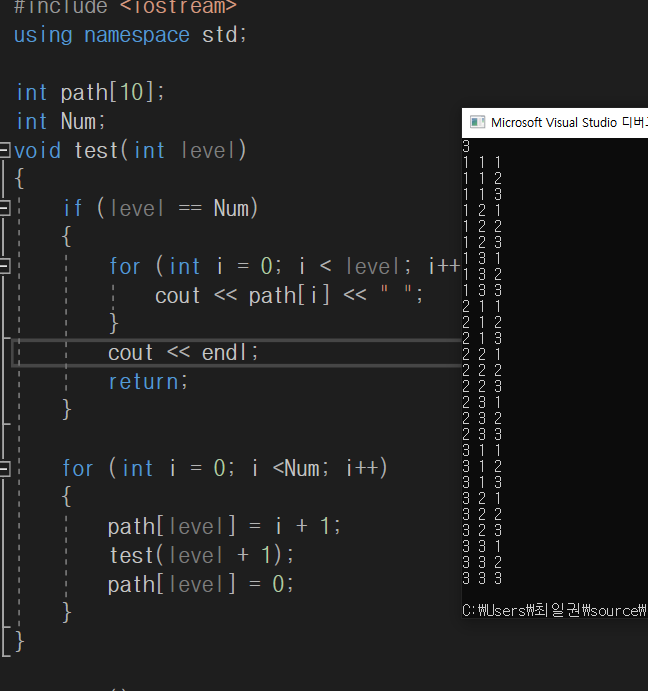 #include <iostream>
using namespace std;
int path[10];
int Num;
void test(int level)
{
if (level == Num)
{
for (int i = 0; i < level; i++
cout << path[i] << " ";
}
cout << endl;
return;
}
for (int i = 0; i <Num; i++)
{
path[level] = i + 1;
test(level + 1);
path[level] = 0;
}
}
Microsoft Visual Studio 디버
3
1 1 1
1 1 2
1 1 3
1 2 1
1 2 2
1 2 3
1 3 1
1 3 2
1 3 3
2 1 1
2 1 2
2 1 3
2 2 1
2 2 2
2 2 3
2 3 1
2 3 2
2 3 3
3 1 1
3 1 2
3 1 3
3 2 1
3 2 2
3 2 3
3 3 1
3 3 2
3 3 3
C:₩Users₩최일권₩source₩